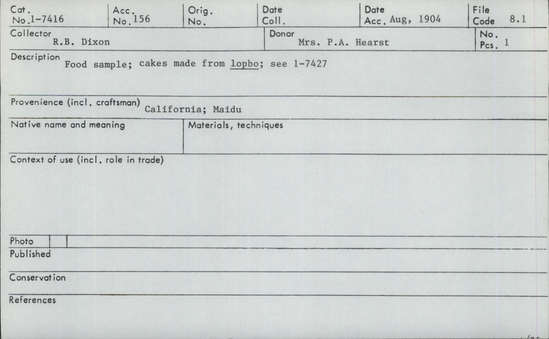 Cat. No. 1-7416 Acc. No. 156 Orig. No. Date Coll. Date Acc. Aug, 1904 File Code 8.1
Collector R.B. Dixon Donor Mrs. P.A. Hearst No. Pcs. 1
Description Food sample; cakes made from lopbo; see 1-7427
Provenience (incl. craftsman) California; Maidu
Native name and meaning Materials, techniques
Context of use (incl. role in trade)
Photo
Published
Conservation
References